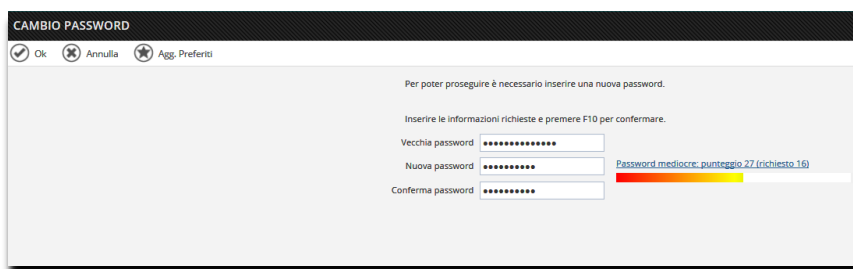 CAMBIO PASSWORD
Ok Annulla Agg. Preferiti
Per poter proseguire è necessario inserire una nuova password.
Inserire le informazioni richieste e premere F10 per confermare.
Vecchia password ••••••••••••••
Nuova password •••••••••• Password mediocre: punteggio 27 (richiesto 16)
Conferma password ••••••••••